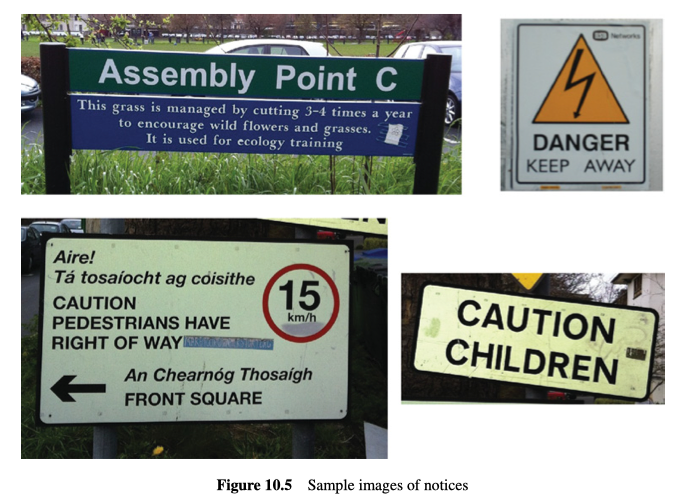 Assembly Point C
This grass is managed by cutting 3-4 times a year
to encourage wild flowers and grasses.
It is used for ecology training
Networks
DANGER
KEEP AWAY
Aire!
Tá tosaíocht ag coisithe
CAUTION
PEDESTRIANS HAVE
RIGHT OF WAY
15
km/h
An Chearnóg Thosaigh
FRONT SQUARE
CAUTION
CHILDREN
Figure 10.5 Sample images of notices